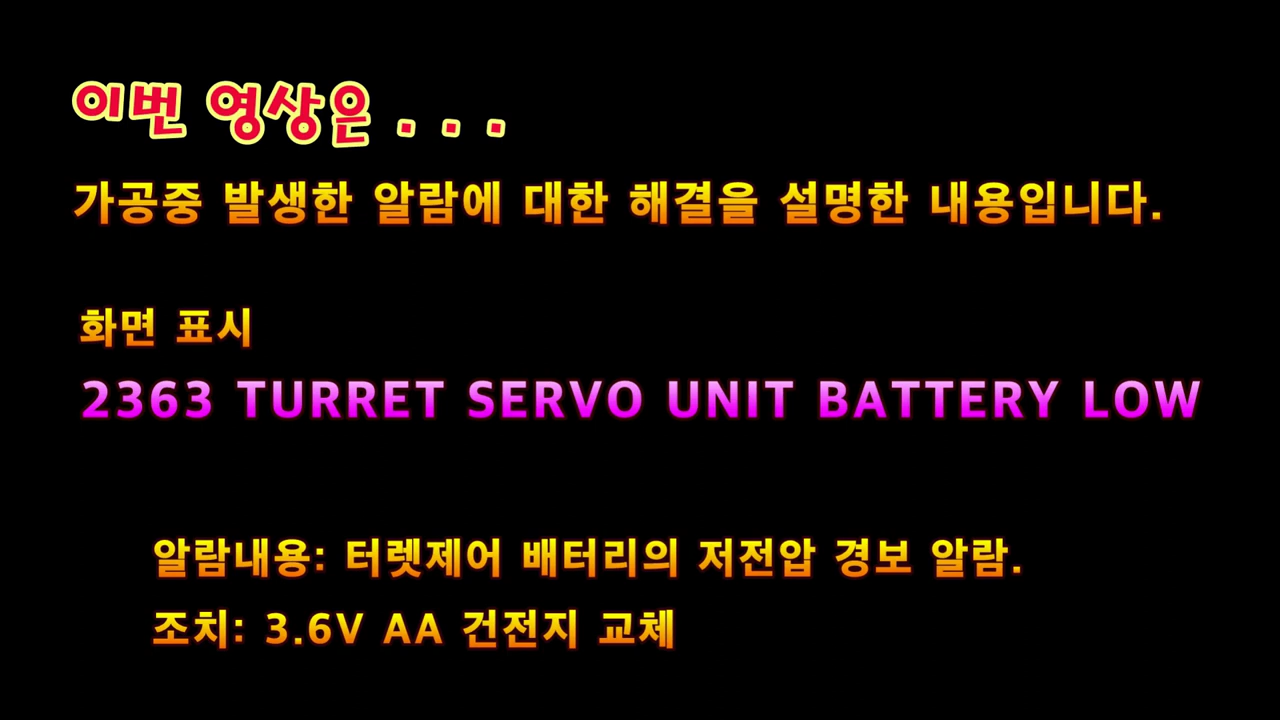 이번 영상은 . . .
가공중 발생한 알람에 대한 해결을 설명한 내용입니다.
화면 표시
2363 TURRET SERVO UNIT BATTERY LOW
알람내용: 터렛제어 배터리의 저전압 경보 알람.
조치: 3.6V AA 건전지 교체